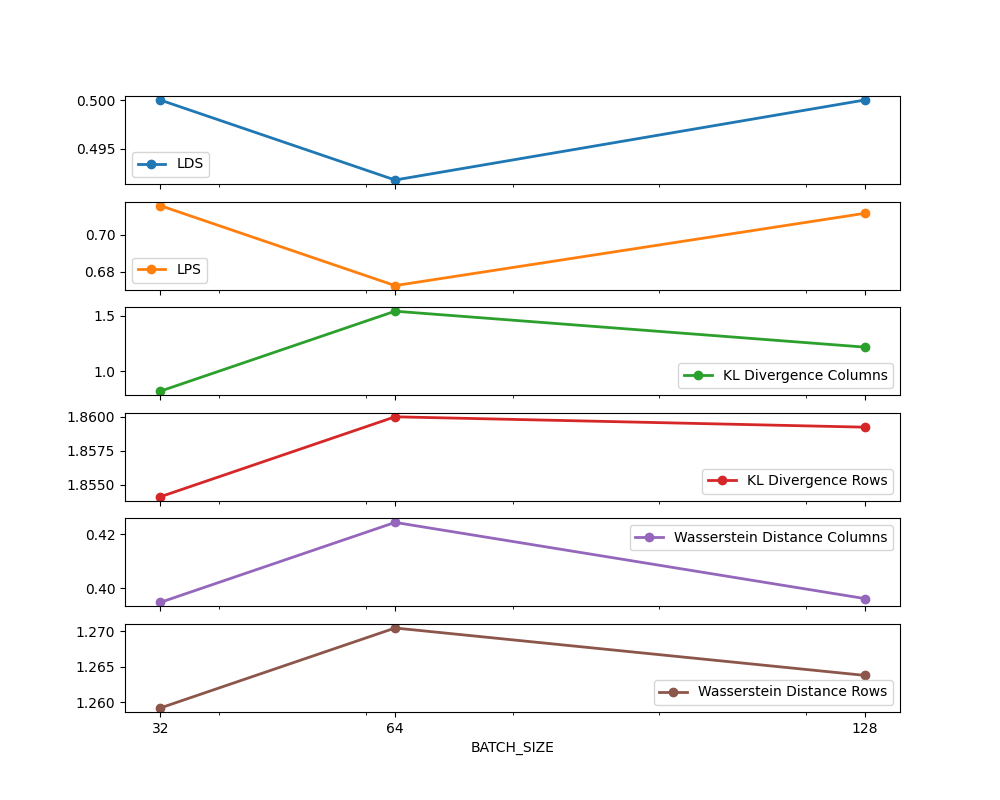 0.500
0.495
LDS
0.70
0.68
LPS
1.5
1.0
KL Divergence Columns
1.8600
1.8575
1.8550
KL Divergence Rows
0.42
0.40
Wasserstein Distance Columns
1.270
1.265
1.260
Wasserstein Distance Rows
32 64 128
BATCH_SIZE